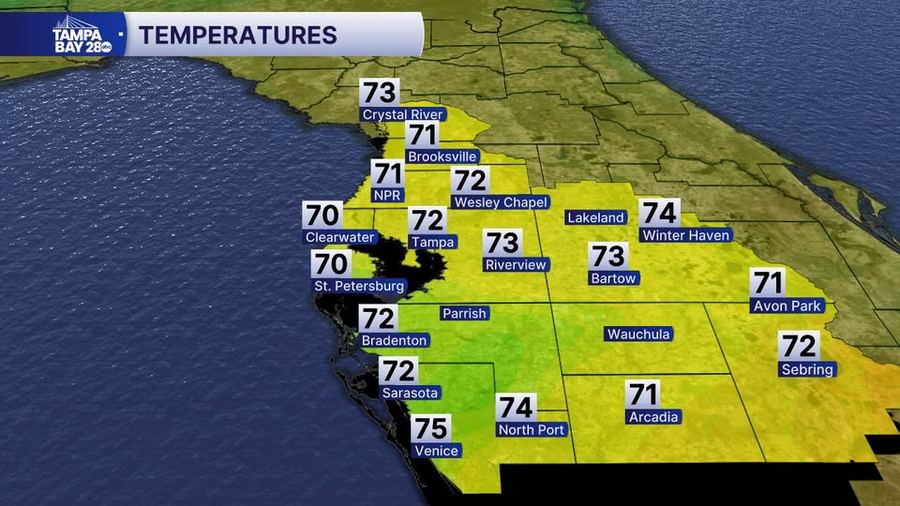 TAMPA
BAY 28 abc
TEMPERATURES
73
Crystal River
71
Brooksville
71
NPR
72
Wesley Chapel
70
Clearwater
72
Tampa
73
Riverview
Lakeland
74
Winter Haven
70
St. Petersburg
73
Bartow
71
Avon Park
72
Bradenton
Parrish
Wauchula
72
Sebring
72
Sarasota
74
North Port
71
Arcadia
75
Venice